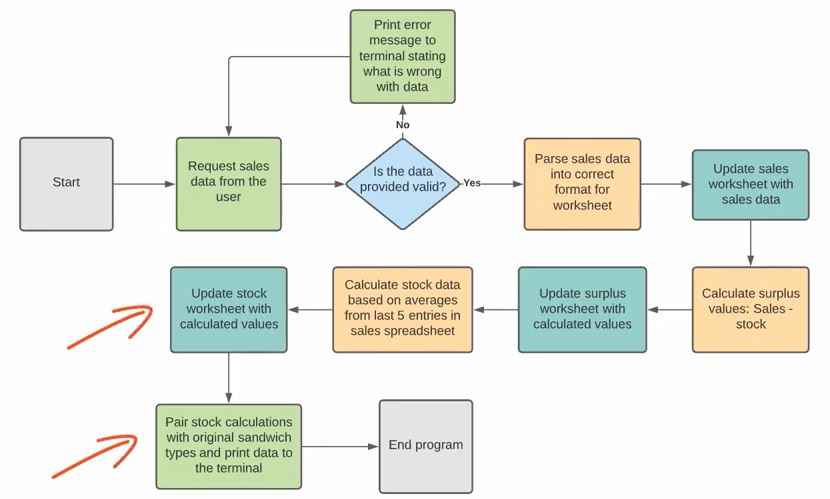 Print error
message to
terminal stating
what is wrong
with data
No
Start
Request sales
data from the
user
Is the data
provided valid?
Yes
Parse sales data
into correct
format for
worksheet
Update sales
worksheet with
sales data
Update stock
worksheet with
calculated values
Calculate stock data
based on averages
from last 5 entries in
sales spreadsheet
Update surplus
worksheet with
calculated values
Calculate surplus
values: Sales -
stock
Pair stock calculations
with original sandwich
types and print data to
the terminal
End program